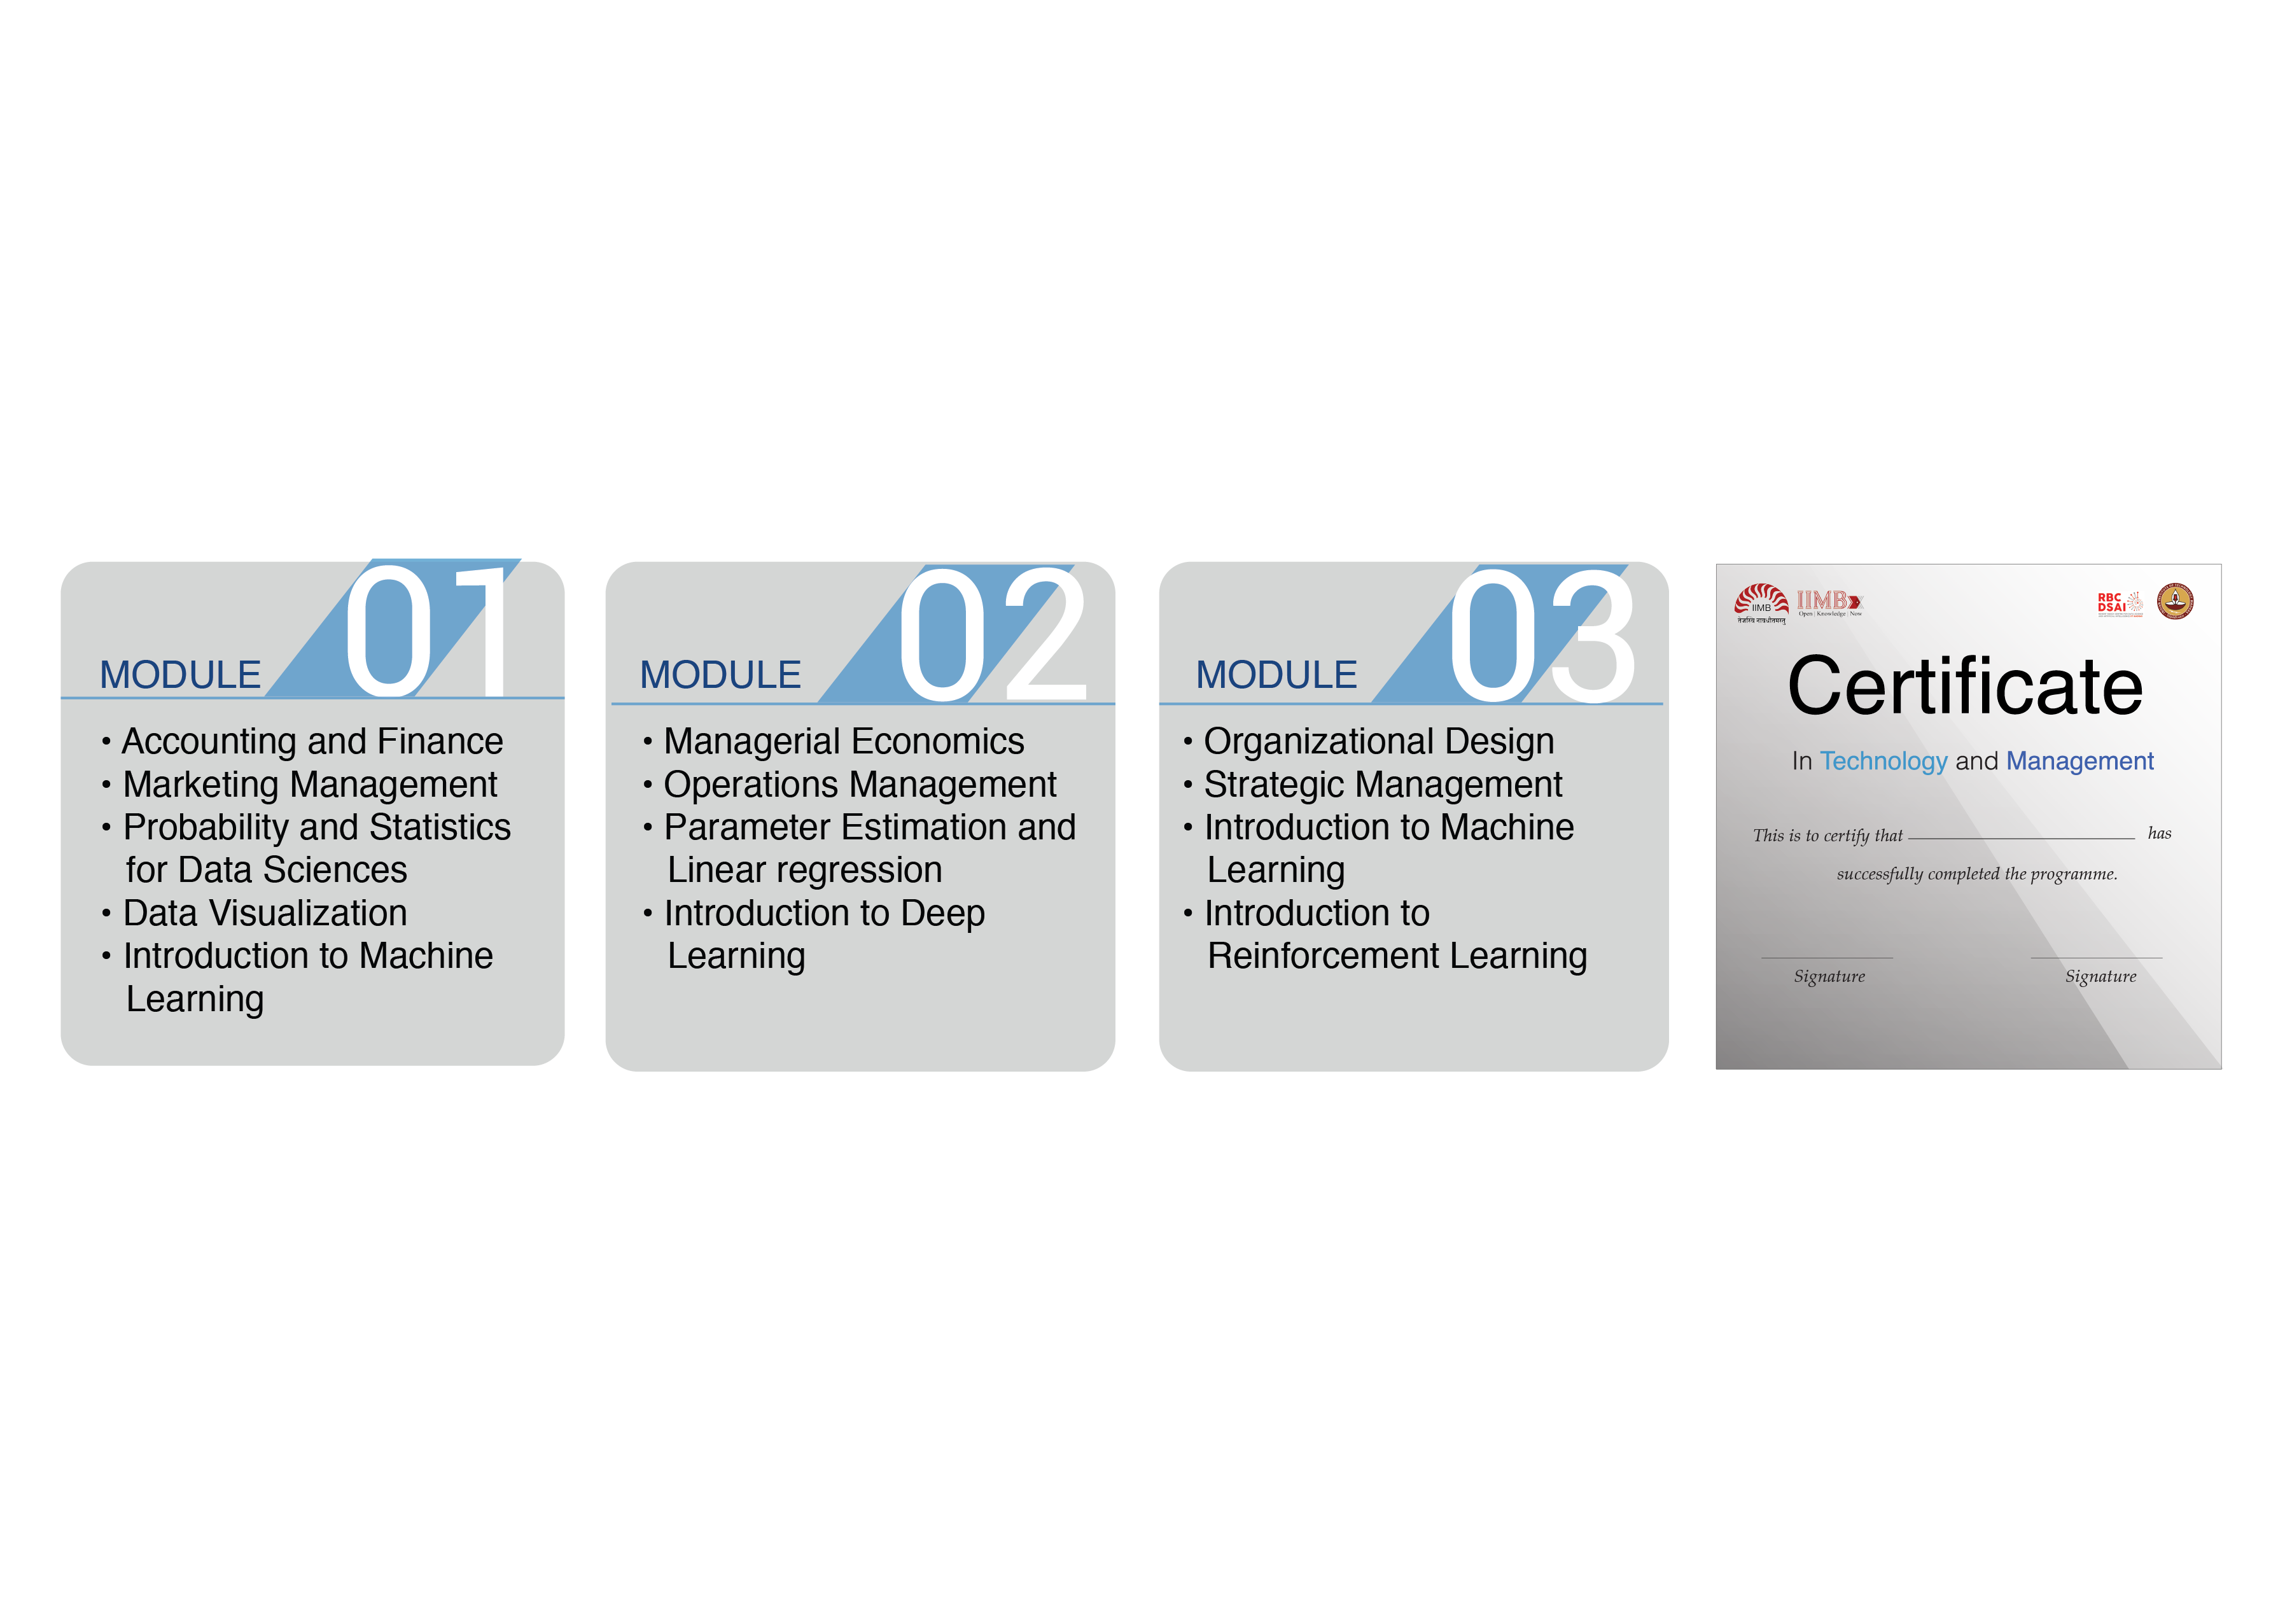 MODULE 01
• Accounting and Finance
• Marketing Management
• Probability and Statistics
for Data Sciences
• Data Visualization
• Introduction to Machine
Learning
MODULE 02
• Managerial Economics
• Operations Management
• Parameter Estimation and
Linear regression
• Introduction to Deep
Learning
MODULE 03
• Organizational Design
• Strategic Management
• Introduction to Machine
Learning
• Introduction to
Reinforcement Learning
IIMB
तेजस्वि नावधीतमस्तु
IIMBx
Open | Knowledge | Now
RBC
DSAI
Certificate
In Technology and Management
This is to certify that has
successfully completed the programme.
Signature
Signature